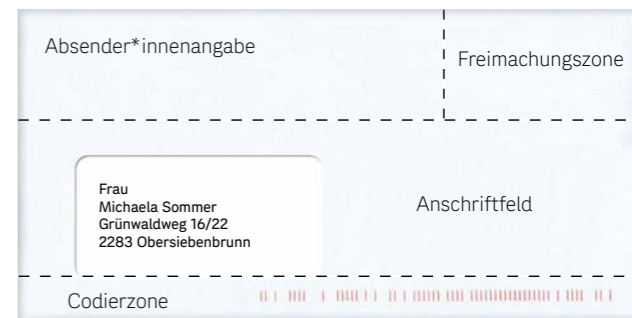 Absender*innenangabe
Freimachungszone
Frau
Michaela Sommer
Grünwaldweg 16/22
2283 Obersiebenbrunn
Anschriftfeld
Codierzone